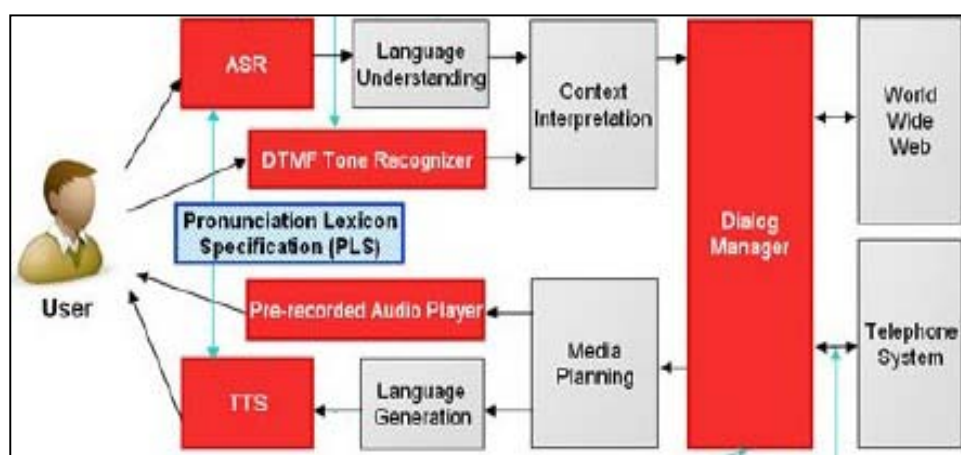 ASR
Language
Understanding
Context
Interpretation
World
Wide
Web
DTMF Tone Recognizer
Pronunciation Lexicon
Specification (PLS)
Dialog
Manager
User
Pre-recorded Audio Player
Media
Planning
Telephone
System
TTS
Language
Generation